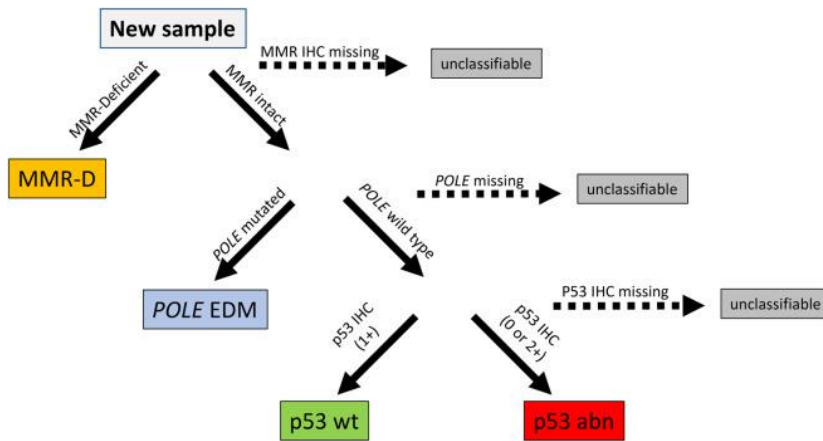 New sample
MMR IHC missing
unclassifiable
MMR-Deficient
MMR intact
MMR-D
POLE missing
unclassifiable
POLE mutated
POLE wild type
POLE EDM
P53 IHC missing
unclassifiable
p53 IHC
(1+)
p53 IHC
(0 or 2+)
p53 wt
p53 abn